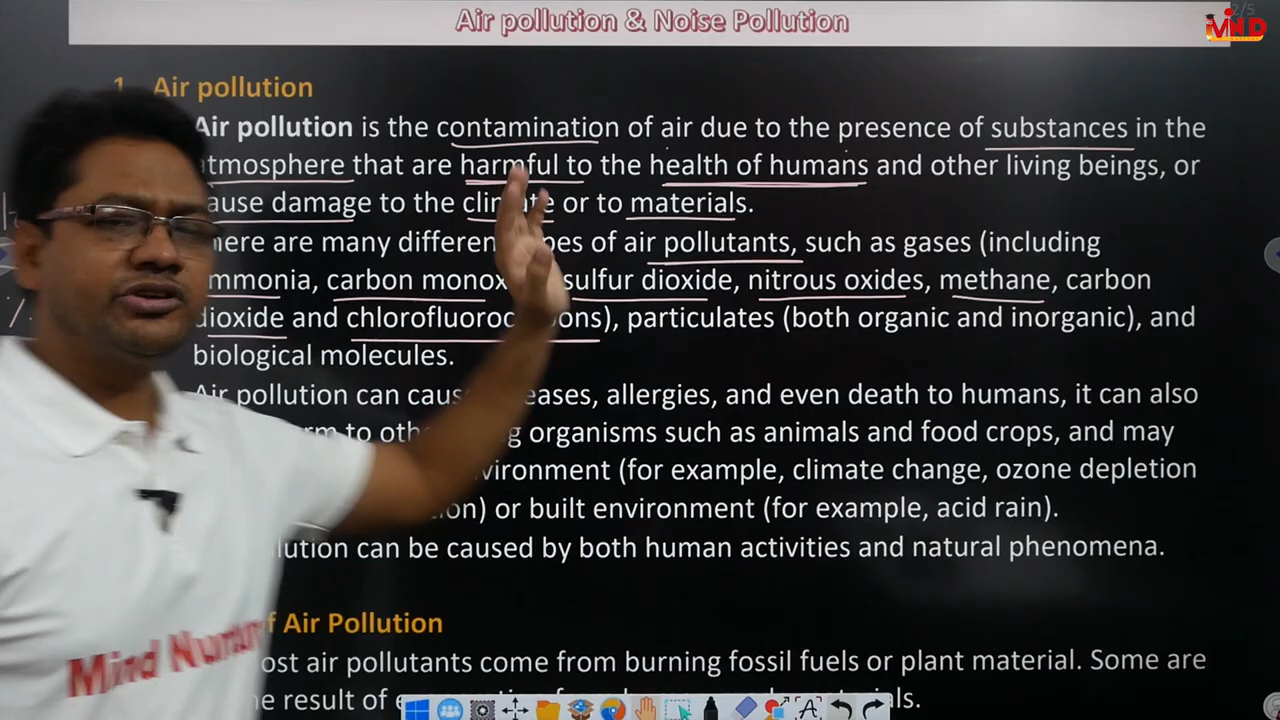 2/5
Air pollution & Noise Pollution
MIND
1. Air pollution
Air pollution is the contamination of air due to the presence of substances in the
atmosphere that are harmful to the health of humans and other living beings, or
ause damage to the climate or to materials.
here are many differen pes of air pollutants, such as gases (including
mmonia, carbon monox sulfur dioxide, nitrous oxides, methane, carbon
dioxide and chlorofluoroc ons), particulates (both organic and inorganic), and
biological molecules.
Air pollution can caus eases, allergies, and even death to humans, it can also
rm to oth g organisms such as animals and food crops, and may
vironment (for example, climate change, ozone depletion
ion) or built environment (for example, acid rain).
lution can be caused by both human activities and natural phenomena.
f Air Pollution
ost air pollutants come from burning fossil fuels or plant material. Some are
e result of
ls.
Mind